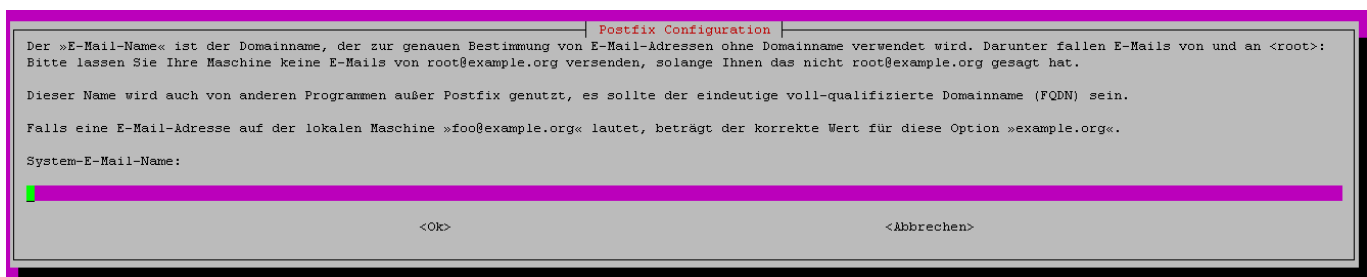 Postfix Configuration
Der »E-Mail-Name« ist der Domainname, der zur genauen Bestimmung von E-Mail-Adressen ohne Domainname verwendet wird. Darunter fallen E-Mails von und an <root>:
Bitte lassen Sie Ihre Maschine keine E-Mails von root@example.org versenden, solange Ihnen das nicht root@example.org gesagt hat.
Dieser Name wird auch von anderen Programmen außer Postfix genutzt, es sollte der eindeutige voll-qualifizierte Domainname (FQDN) sein.
Falls eine E-Mail-Adresse auf der lokalen Maschine »foo@example.org« lautet, beträgt der korrekte Wert für diese Option »example.org«.
System-E-Mail-Name:
<Ok> <Abbrechen>